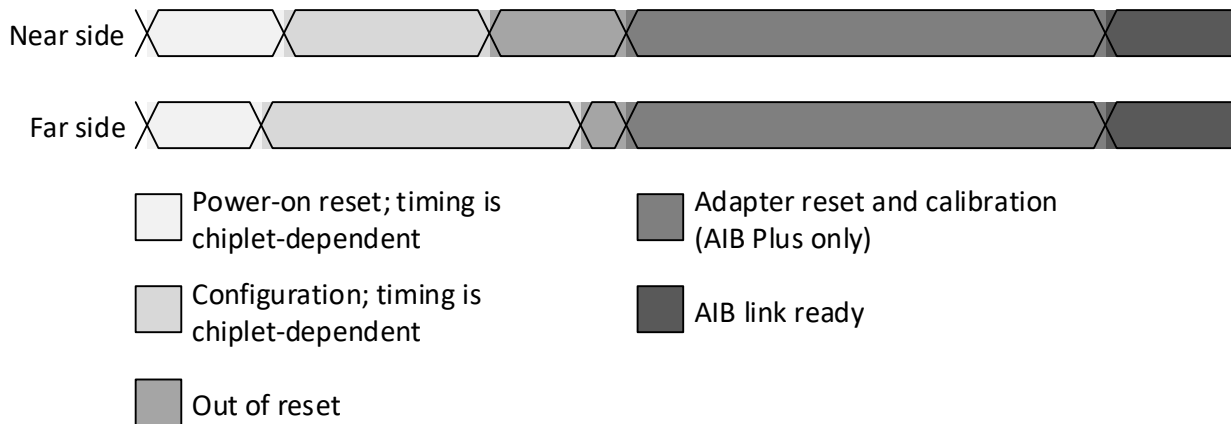 Near side
Far side
Power-on reset; timing is
chiplet-dependent
Configuration; timing is
chiplet-dependent
Out of reset
Adapter reset and calibration
(AIB Plus only)
AIB link ready